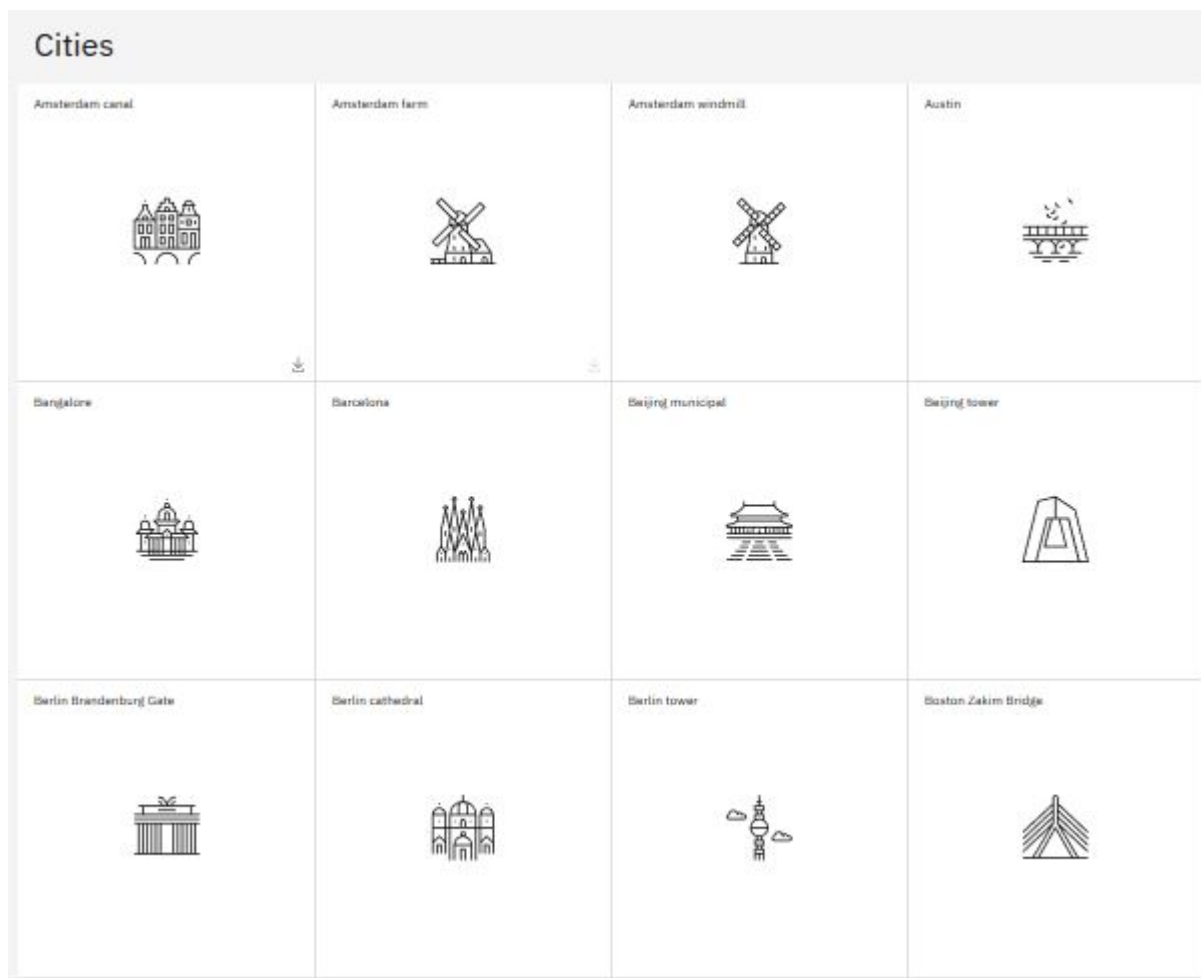 Cities
Amsterdam canal
Amsterdam farm
Amsterdam windmill
Austin
Bangalore
Barcelona
Beijing municipal
Beijing tower
Berlin Brandenburg Gate
Berlin cathedral
Berlin tower
Boston Zakim Bridge